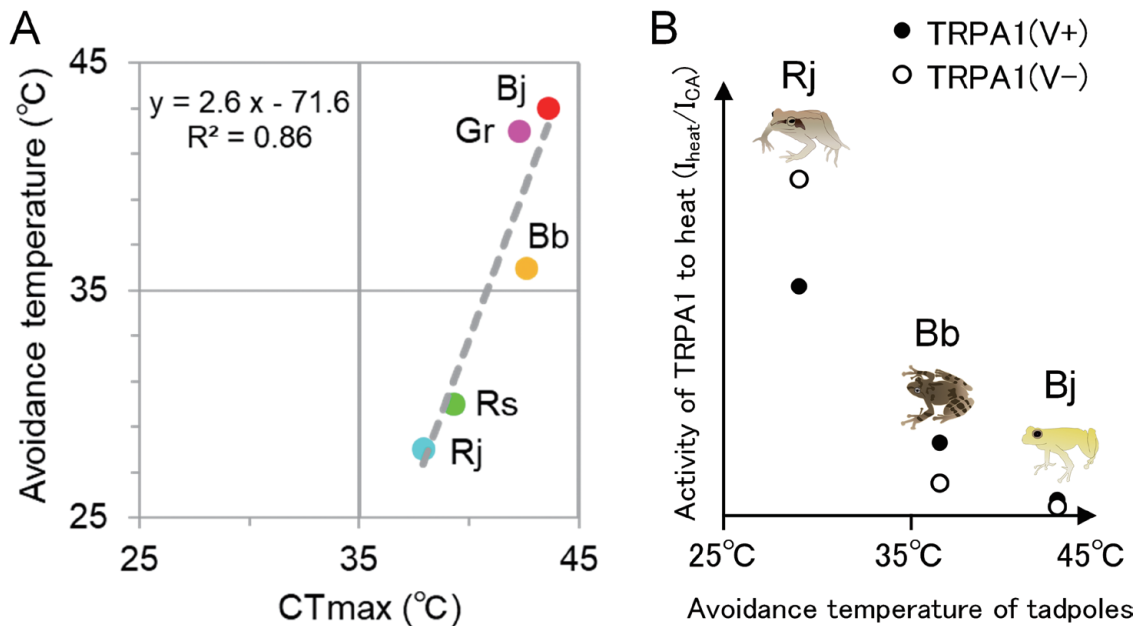 A
Avoidance temperature (℃)
45
35
25
y = 2.6 x - 71.6
R² = 0.86
Bj
Gr
Bb
Rs
Rj
25
35
45
CTmax (℃)
B
● TRPA1(V+)
○ TRPA1(V−)
Activity of TRPA1 to heat (I_heat/I_CA)
Rj
Bb
Bj
25℃
35℃
45℃
Avoidance temperature of tadpoles